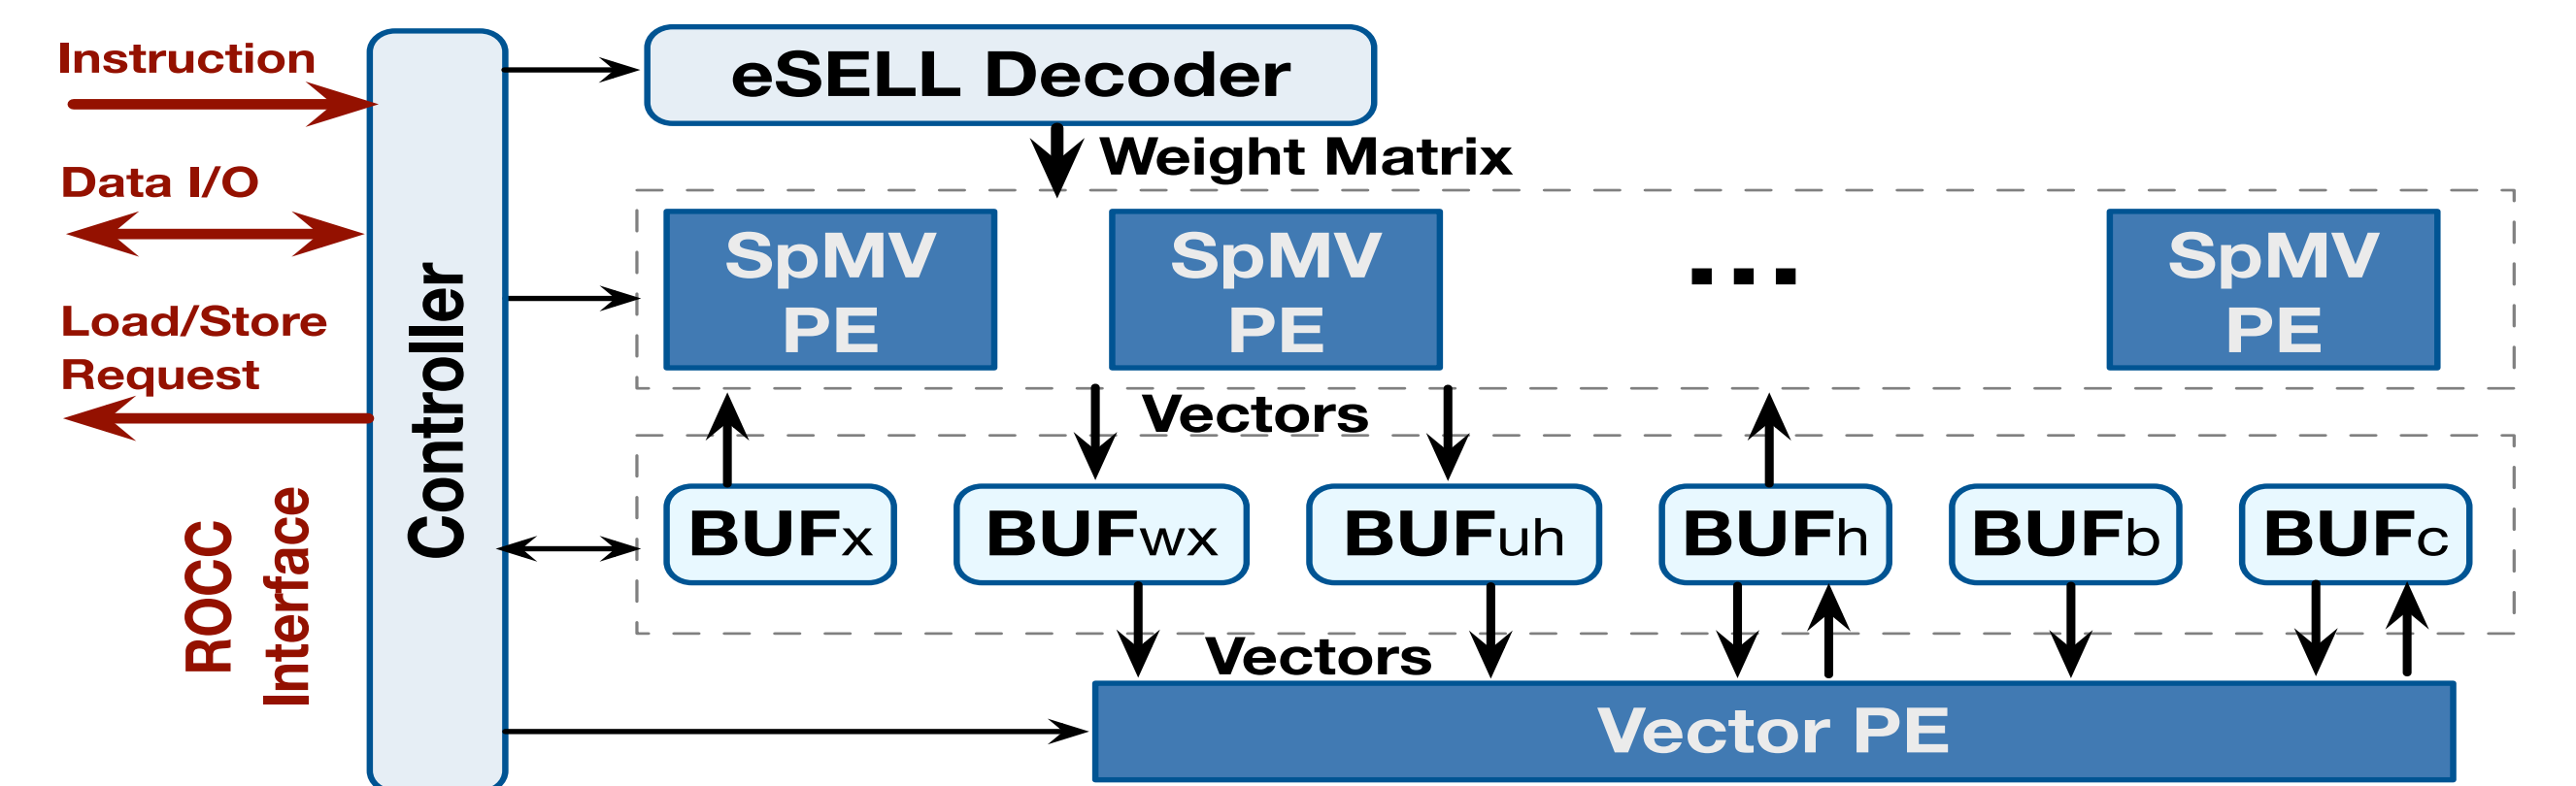 Instruction
Data I/O
Load/Store
Request
ROCC
Interface
Controller
eSELL Decoder
Weight Matrix
SpMV
PE
SpMV
PE
...
SpMV
PE
Vectors
BUFx
BUFwx
BUFuh
BUFh
BUFb
BUFc
Vectors
Vector PE